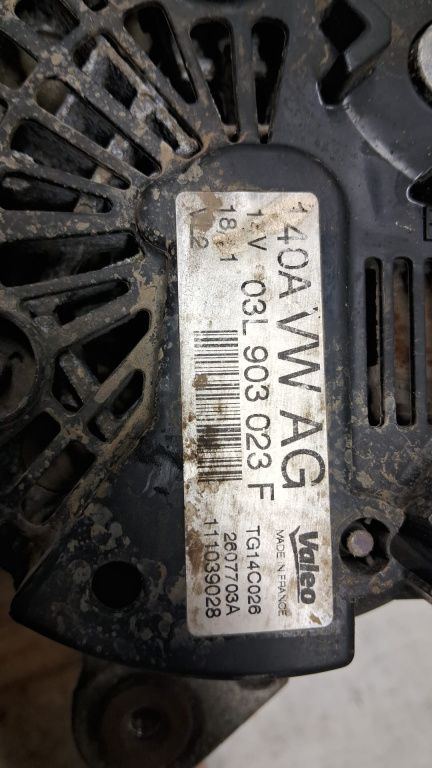 140A VW AG
14V 03L 903 023 F
Valeo
MADE IN FRANCE
TG14C026
2607703A
111039028